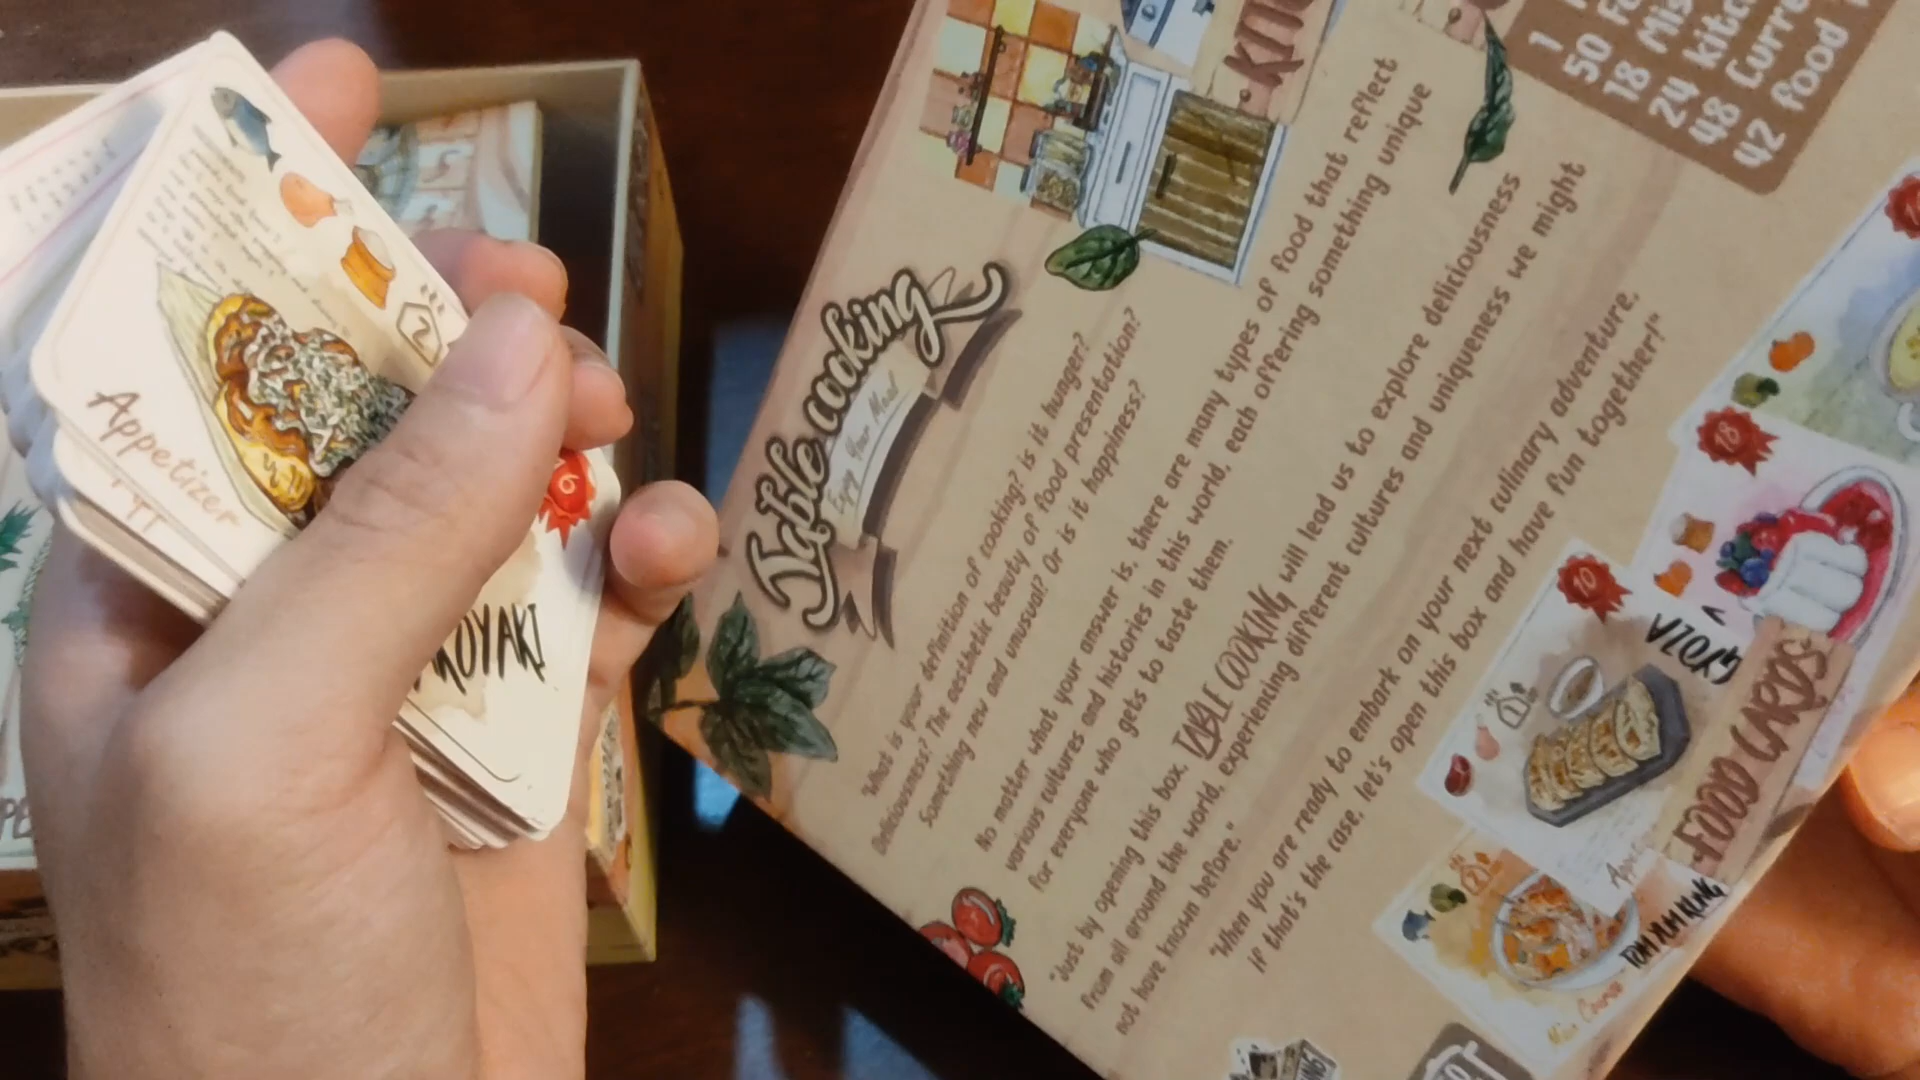 Appetizer
2
6
Table cooking
Enjoy Your Meal
"What is your definition of cooking? Is it hunger?
Deliciousness? The aesthetic beauty of food presentation?
Something new and unusual? Or is it happiness?
No matter what your answer is, there are many types of food that reflect
various cultures and histories in this world, each offering something unique
for everyone who gets to taste them.
"Just by opening this box, TABLE COOKING will lead us to explore deliciousness
from all around the world, experiencing different cultures and uniqueness we might
not have known before."
"When you are ready to embark on your next culinary adventure.
If that's the case, let's open this box and have fun together!"
1
50
18
24
48
42 food
18
10
GYOZA
FOOD CARDS
2
TOM YUM KUNG